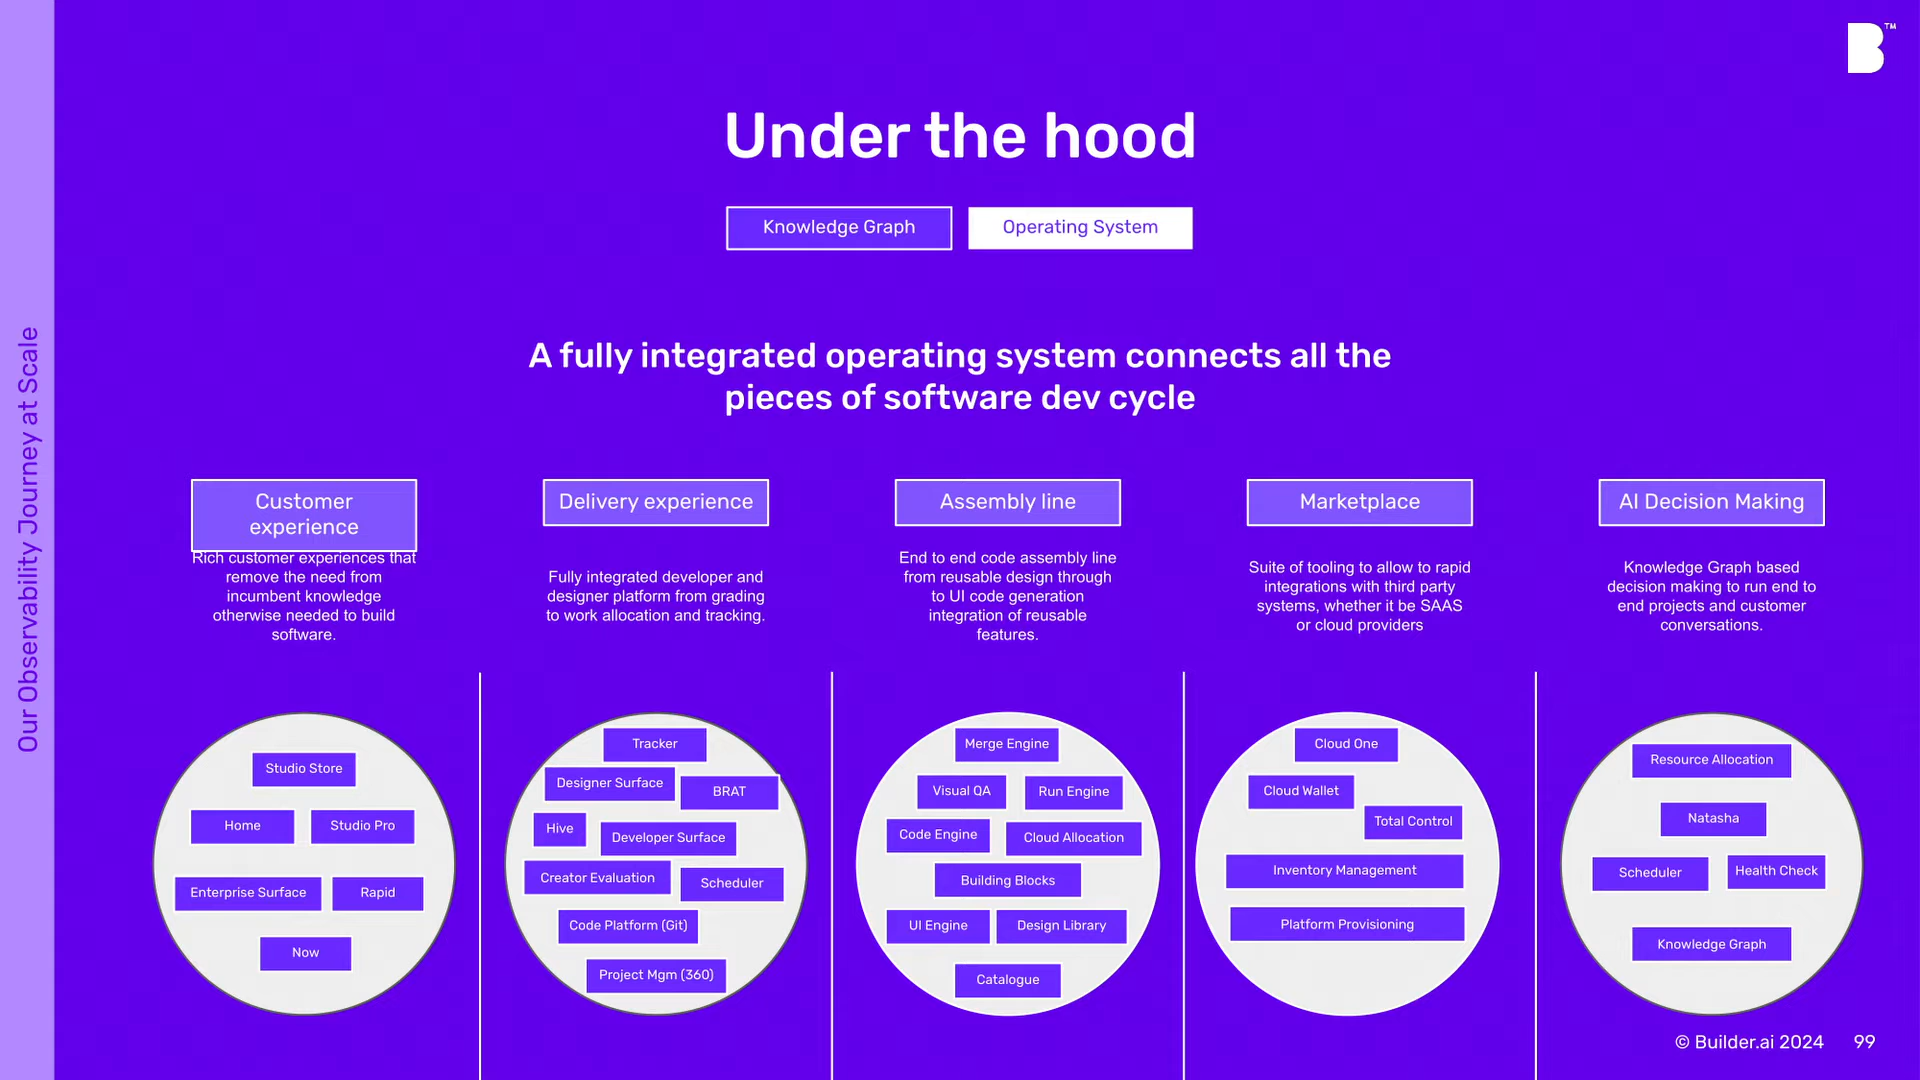 B™
Under the hood
Knowledge Graph
Operating System
A fully integrated operating system connects all the
pieces of software dev cycle
Our Observability Journey at Scale
Customer
experience
Rich customer experiences that
remove the need from
incumbent knowledge
otherwise needed to build
software.
Studio Store
Home
Studio Pro
Enterprise Surface
Rapid
Now
Delivery experience
Fully integrated developer and
designer platform from grading
to work allocation and tracking.
Tracker
Designer Surface
BRAT
Hive
Developer Surface
Creator Evaluation
Scheduler
Code Platform (Git)
Project Mgm (360)
Assembly line
End to end code assembly line
from reusable design through
to UI code generation
integration of reusable
features.
Merge Engine
Visual QA
Run Engine
Code Engine
Cloud Allocation
Building Blocks
UI Engine
Design Library
Catalogue
Marketplace
Suite of tooling to allow to rapid
integrations with third party
systems, whether it be SAAS
or cloud providers
Cloud One
Cloud Wallet
Total Control
Inventory Management
Platform Provisioning
AI Decision Making
Knowledge Graph based
decision making to run end to
end projects and customer
conversations.
Resource Allocation
Natasha
Scheduler
Health Check
Knowledge Graph
© Builder.ai 2024
99